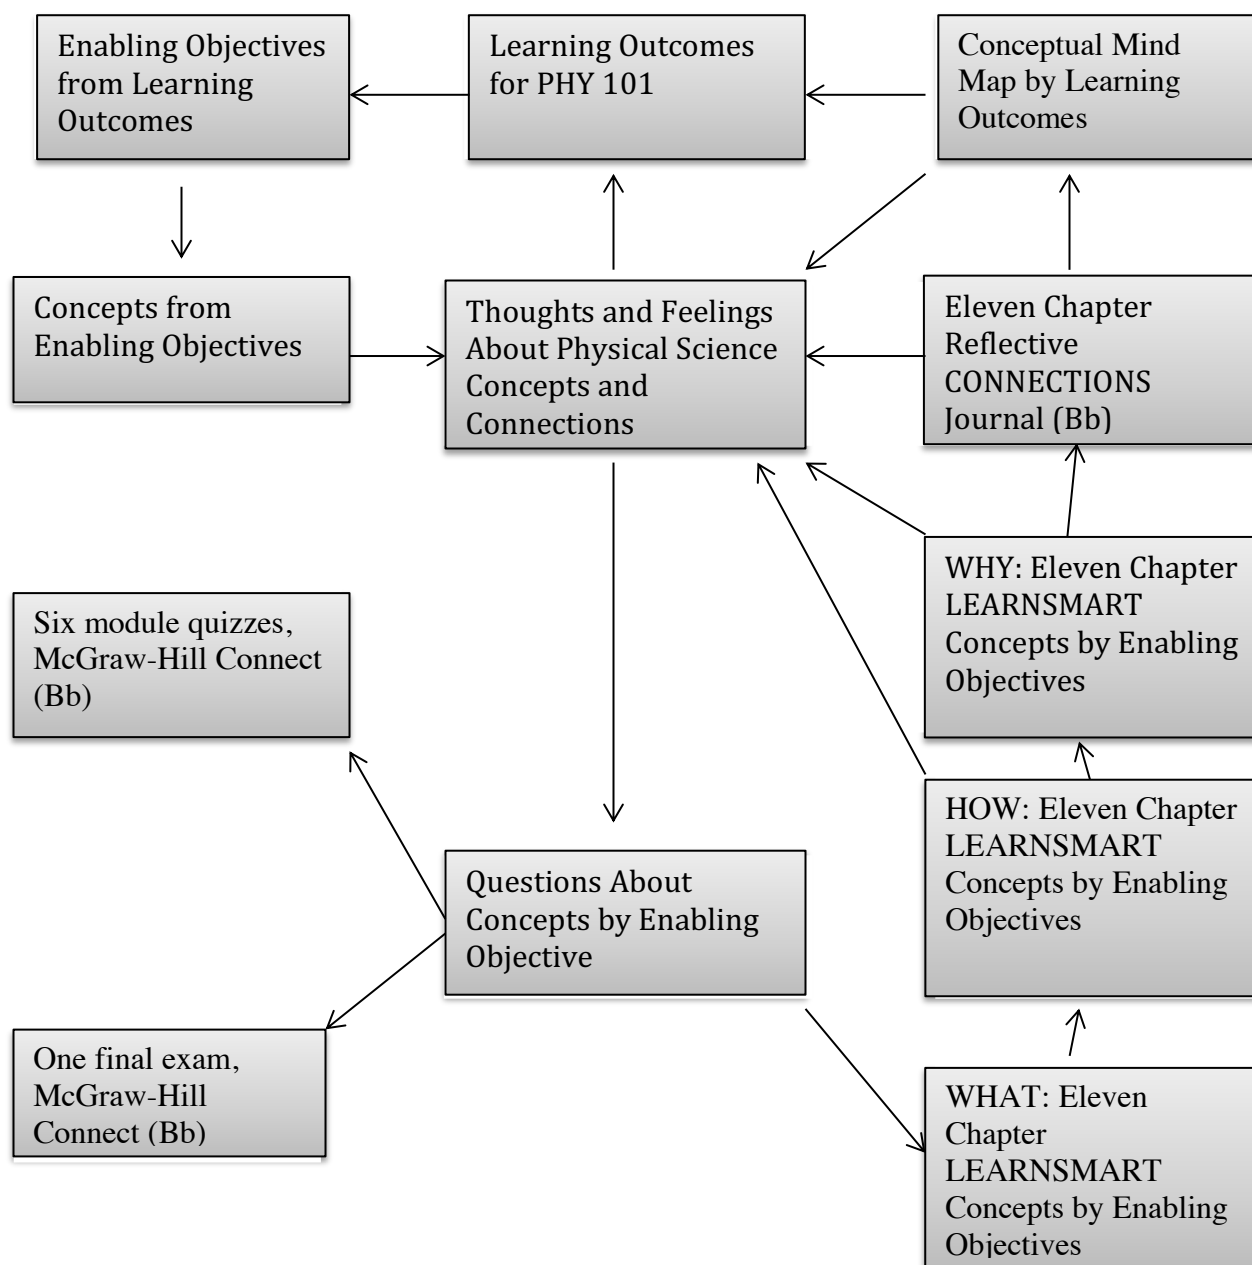 Enabling Objectives
from Learning
Outcomes
Learning Outcomes
for PHY 101
Conceptual Mind
Map by Learning
Outcomes
Concepts from
Enabling Objectives
Thoughts and Feelings
About Physical Science
Concepts and
Connections
Eleven Chapter
Reflective
CONNECTIONS
Journal (Bb)
WHY: Eleven Chapter
LEARNSMART
Concepts by Enabling
Objectives
Six module quizzes,
McGraw-Hill Connect
(Bb)
HOW: Eleven Chapter
LEARNSMART
Concepts by Enabling
Objectives
Questions About
Concepts by Enabling
Objective
One final exam,
McGraw-Hill
Connect (Bb)
WHAT: Eleven
Chapter
LEARNSMART
Concepts by Enabling
Objectives